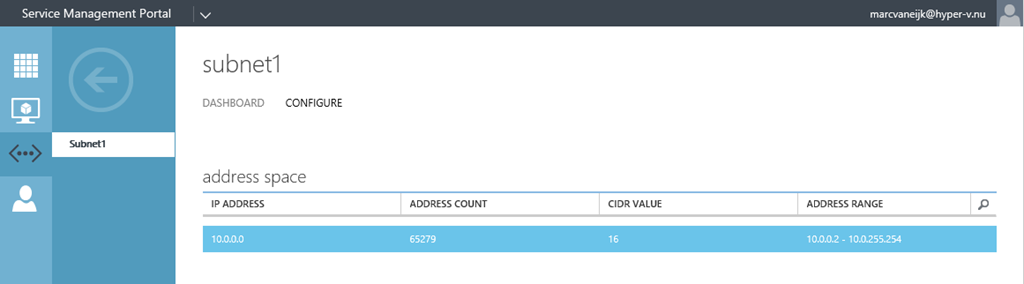 Service Management Portal
marcvaneijk@hyper-v.nu
Subnet1
subnet1
DASHBOARD CONFIGURE
address space
IP ADDRESS ADDRESS COUNT CIDR VALUE ADDRESS RANGE
10.0.0.0 65279 16 10.0.0.2 - 10.0.255.254